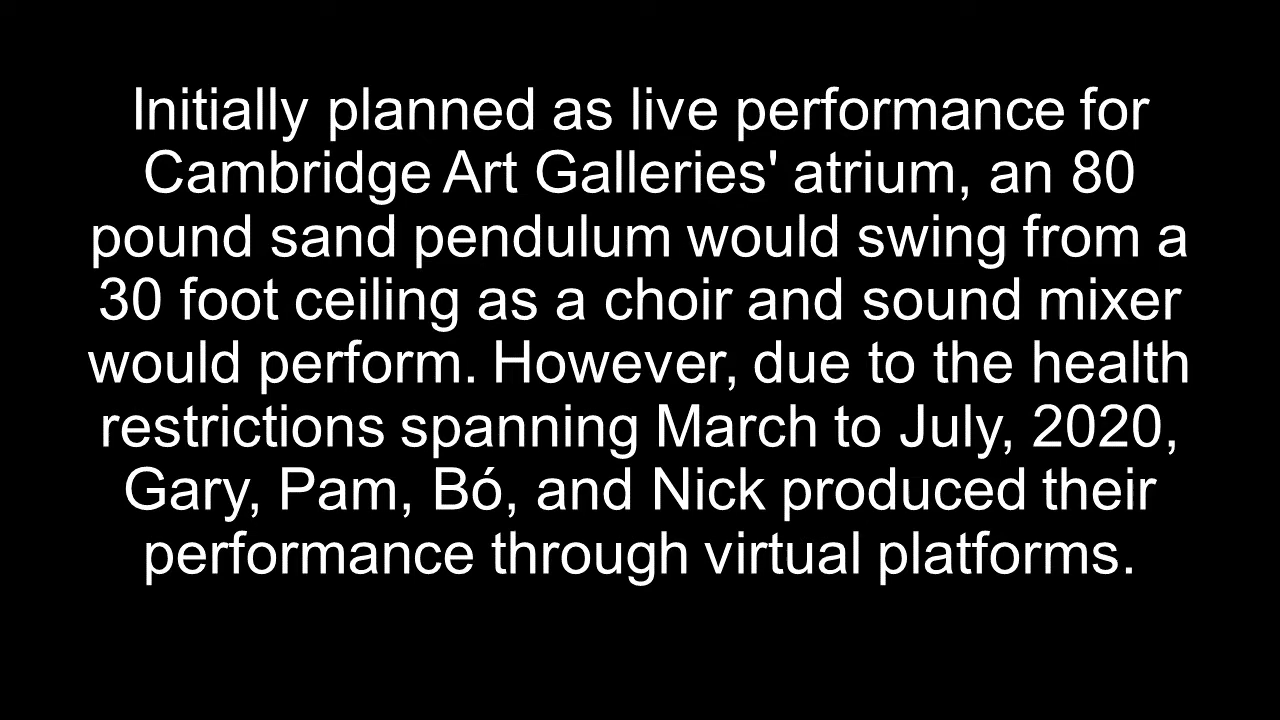 Initially planned as live performance for
Cambridge Art Galleries' atrium, an 80
pound sand pendulum would swing from a
30 foot ceiling as a choir and sound mixer
would perform. However, due to the health
restrictions spanning March to July, 2020,
Gary, Pam, Bó, and Nick produced their
performance through virtual platforms.